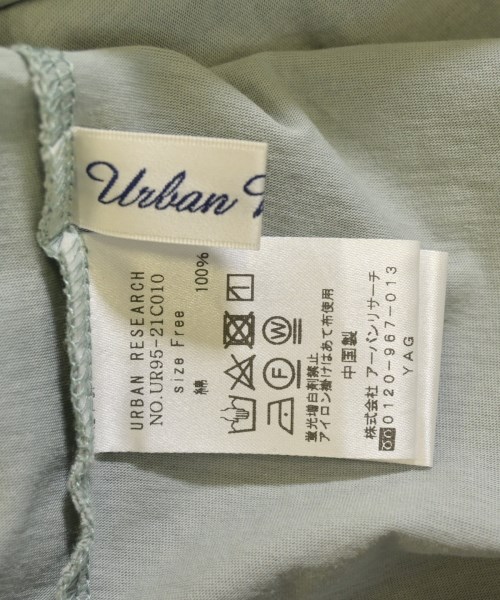 Urban
URBAN RESEARCH
NO.UR95-21C010
size Free
綿 100%
W
F
蛍光増白剤禁止
アイロン掛けはあて布使用
中国製
株式会社 アーバンリサーチ
0120-967-013
YAG